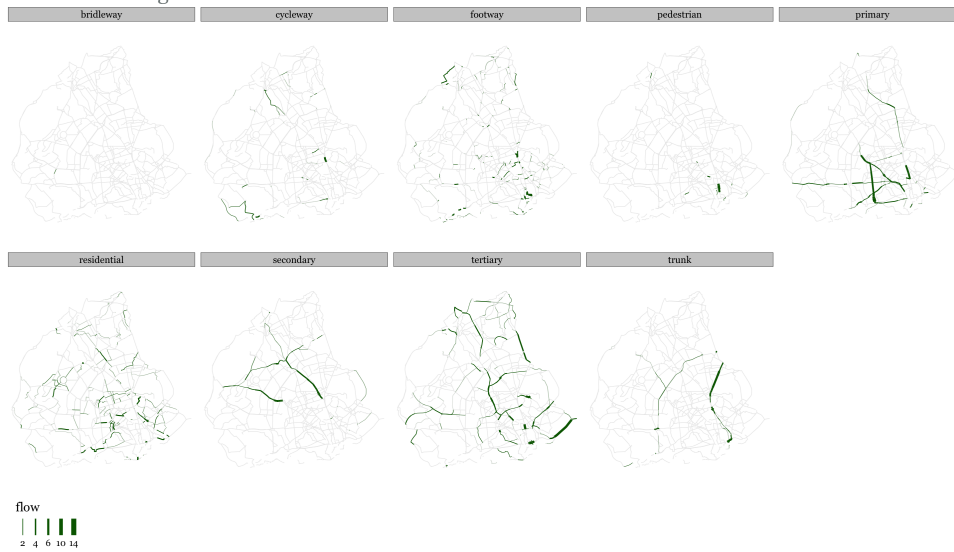 bridleway
cycleway
footway
pedestrian
primary
residential
secondary
tertiary
trunk
flow
2 4 6 10 14